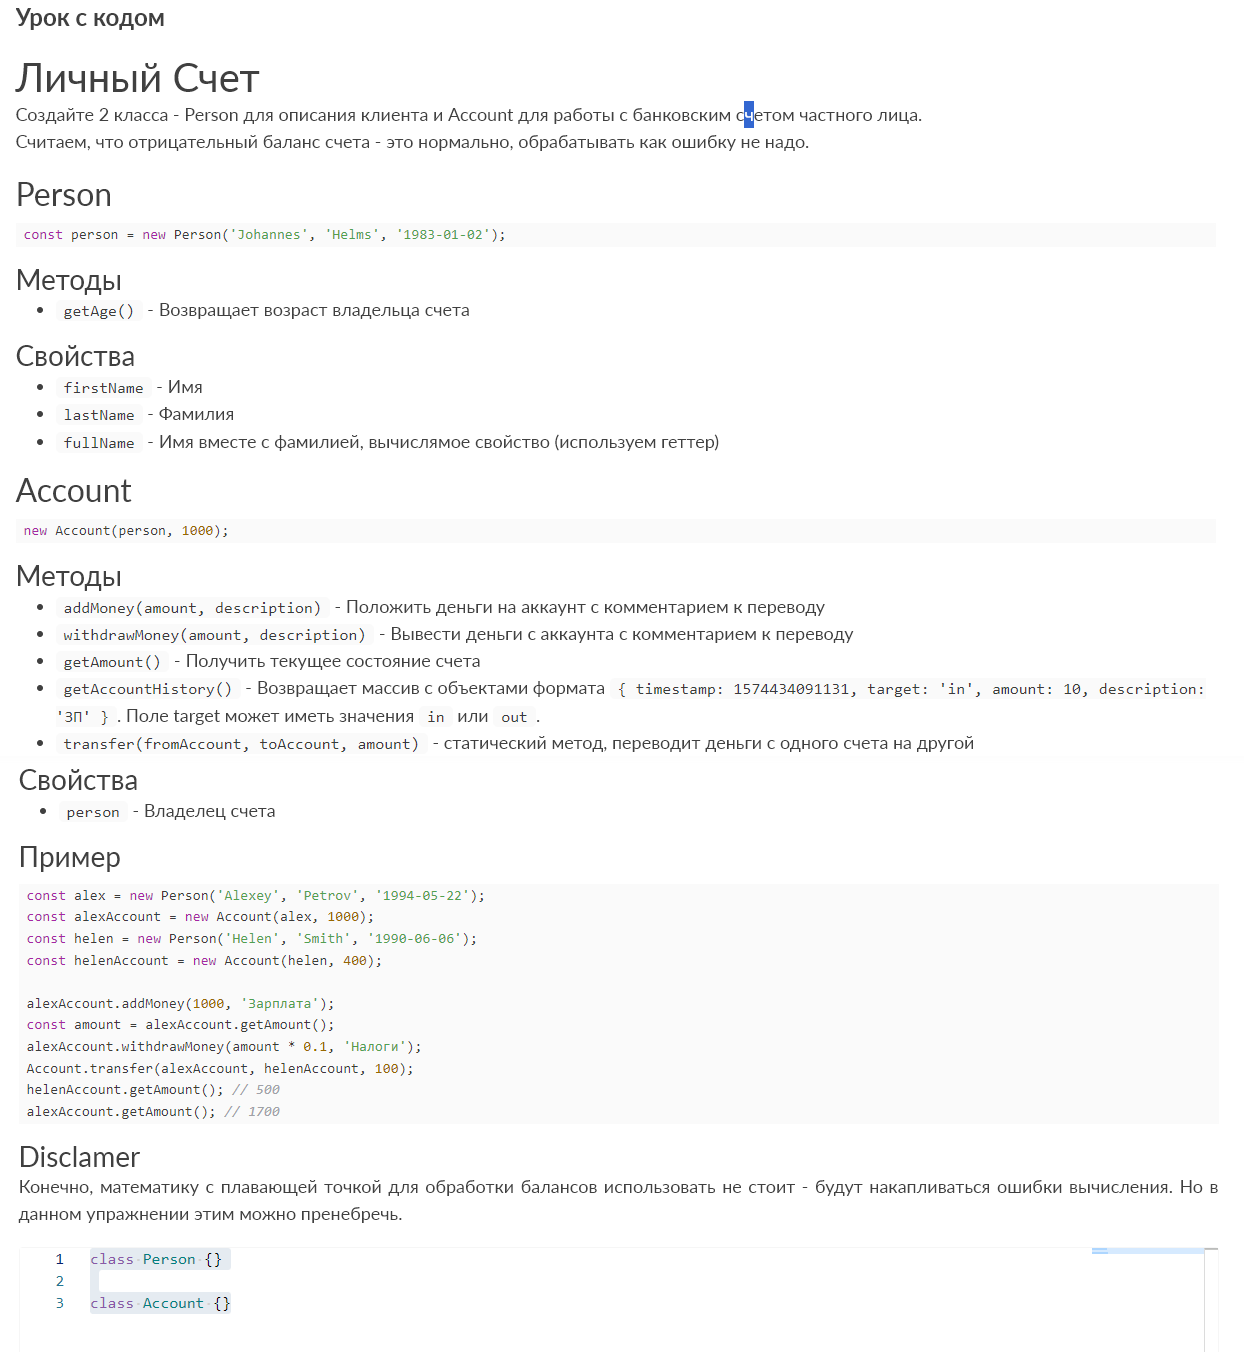 Урок с кодом
Личный Счет
Создайте 2 класса - Person для описания клиента и Account для работы с банковским счетом частного лица.
Считаем, что отрицательный баланс счета - это нормально, обрабатывать как ошибку не надо.
Person
const person = new Person('Johannes', 'Helms', '1983-01-02');
Методы
• getAge() - Возвращает возраст владельца счета
Свойства
• firstName - Имя
• lastName - Фамилия
• fullName - Имя вместе с фамилией, вычислямое свойство (используем геттер)
Account
new Account(person, 1000);
Методы
• addMoney(amount, description) - Положить деньги на аккаунт с комментарием к переводу
• withdrawMoney(amount, description) - Вывести деньги с аккаунта с комментарием к переводу
• getAmount() - Получить текущее состояние счета
• getAccountHistory() - Возвращает массив с объектами формата { timestamp: 1574434091131, target: 'in', amount: 10, description:
'ЗП' } . Поле target может иметь значения in или out .
• transfer(fromAccount, toAccount, amount) - статический метод, переводит деньги с одного счета на другой
Свойства
• person - Владелец счета
Пример
const alex = new Person('Alexey', 'Petrov', '1994-05-22');
const alexAccount = new Account(alex, 1000);
const helen = new Person('Helen', 'Smith', '1990-06-06');
const helenAccount = new Account(helen, 400);
alexAccount.addMoney(1000, 'Зарплата');
const amount = alexAccount.getAmount();
alexAccount.withdrawMoney(amount * 0.1, 'Налоги');
Account.transfer(alexAccount, helenAccount, 100);
helenAccount.getAmount(); // 500
alexAccount.getAmount(); // 1700
Disclamer
Конечно, математику с плавающей точкой для обработки балансов использовать не стоит - будут накапливаться ошибки вычисления. Но в
данном упражнении этим можно пренебречь.
1 class Person {}
2
3 class Account {}